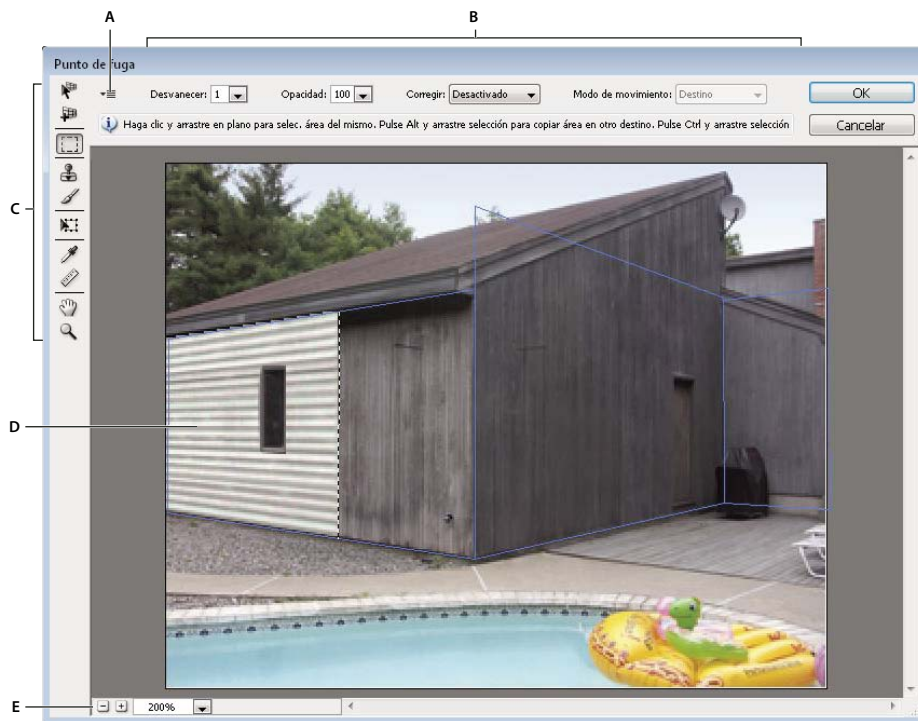 A
B
Punto de fuga
Desvanecer: 1 Opacidad: 100 Corregir: Desactivado Modo de movimiento: Destino OK
Haga clic y arrastre en plano para selec. área del mismo. Pulse Alt y arrastre selección para copiar área en otro destino. Pulse Ctrl y arrastre selección Cancelar
C
D
E
200%